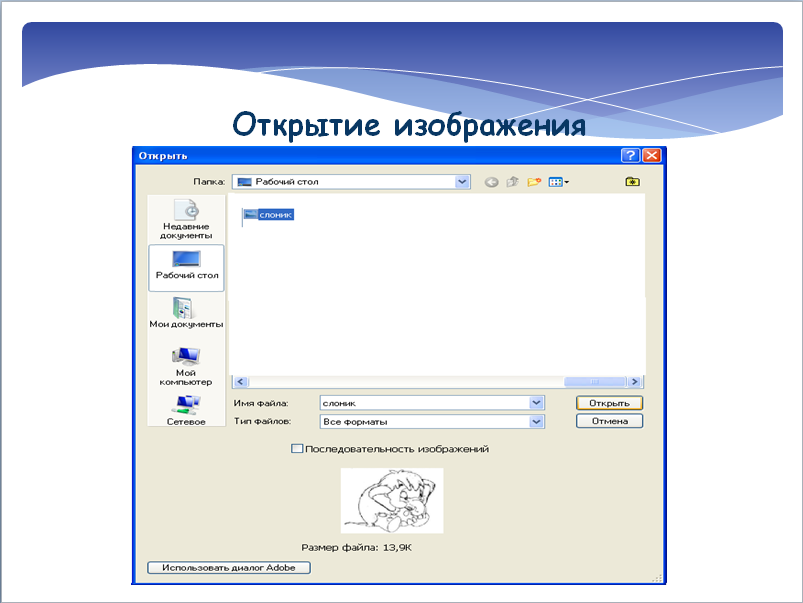 Открытие изображения
Открыть
Папка: Рабочий стол
слоник
Недавние
документы
Рабочий стол
Мои документы
Мой
компьютер
Сетевое
Имя файла: слоник Открыть
Тип файлов: Все форматы Отмена
Последовательность изображений
Размер файла: 13,9K
Использовать диалог Adobe